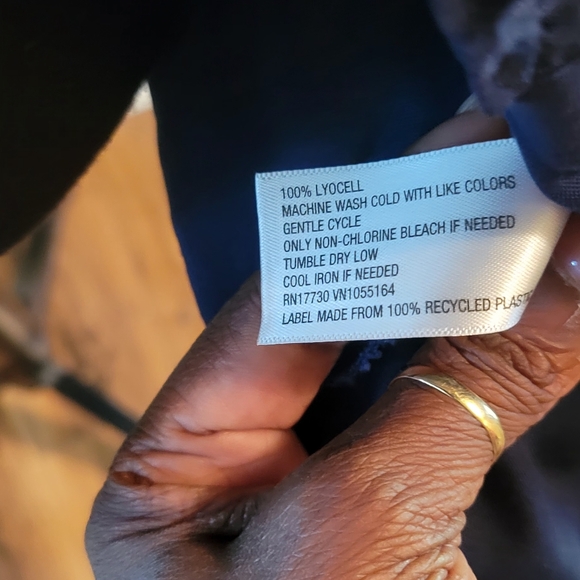 100% LYOCELL
MACHINE WASH COLD WITH LIKE COLORS
GENTLE CYCLE
ONLY NON-CHLORINE BLEACH IF NEEDED
TUMBLE DRY LOW
COOL IRON IF NEEDED
RN17730 VN1055164
LABEL MADE FROM 100% RECYCLED